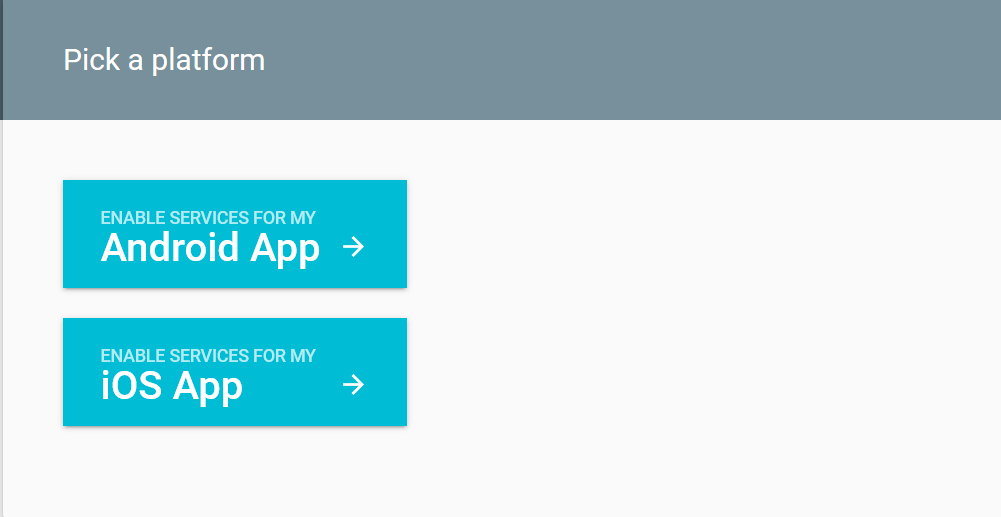 Pick a platform
ENABLE SERVICES FOR MY
Android App
ENABLE SERVICES FOR MY
iOS App